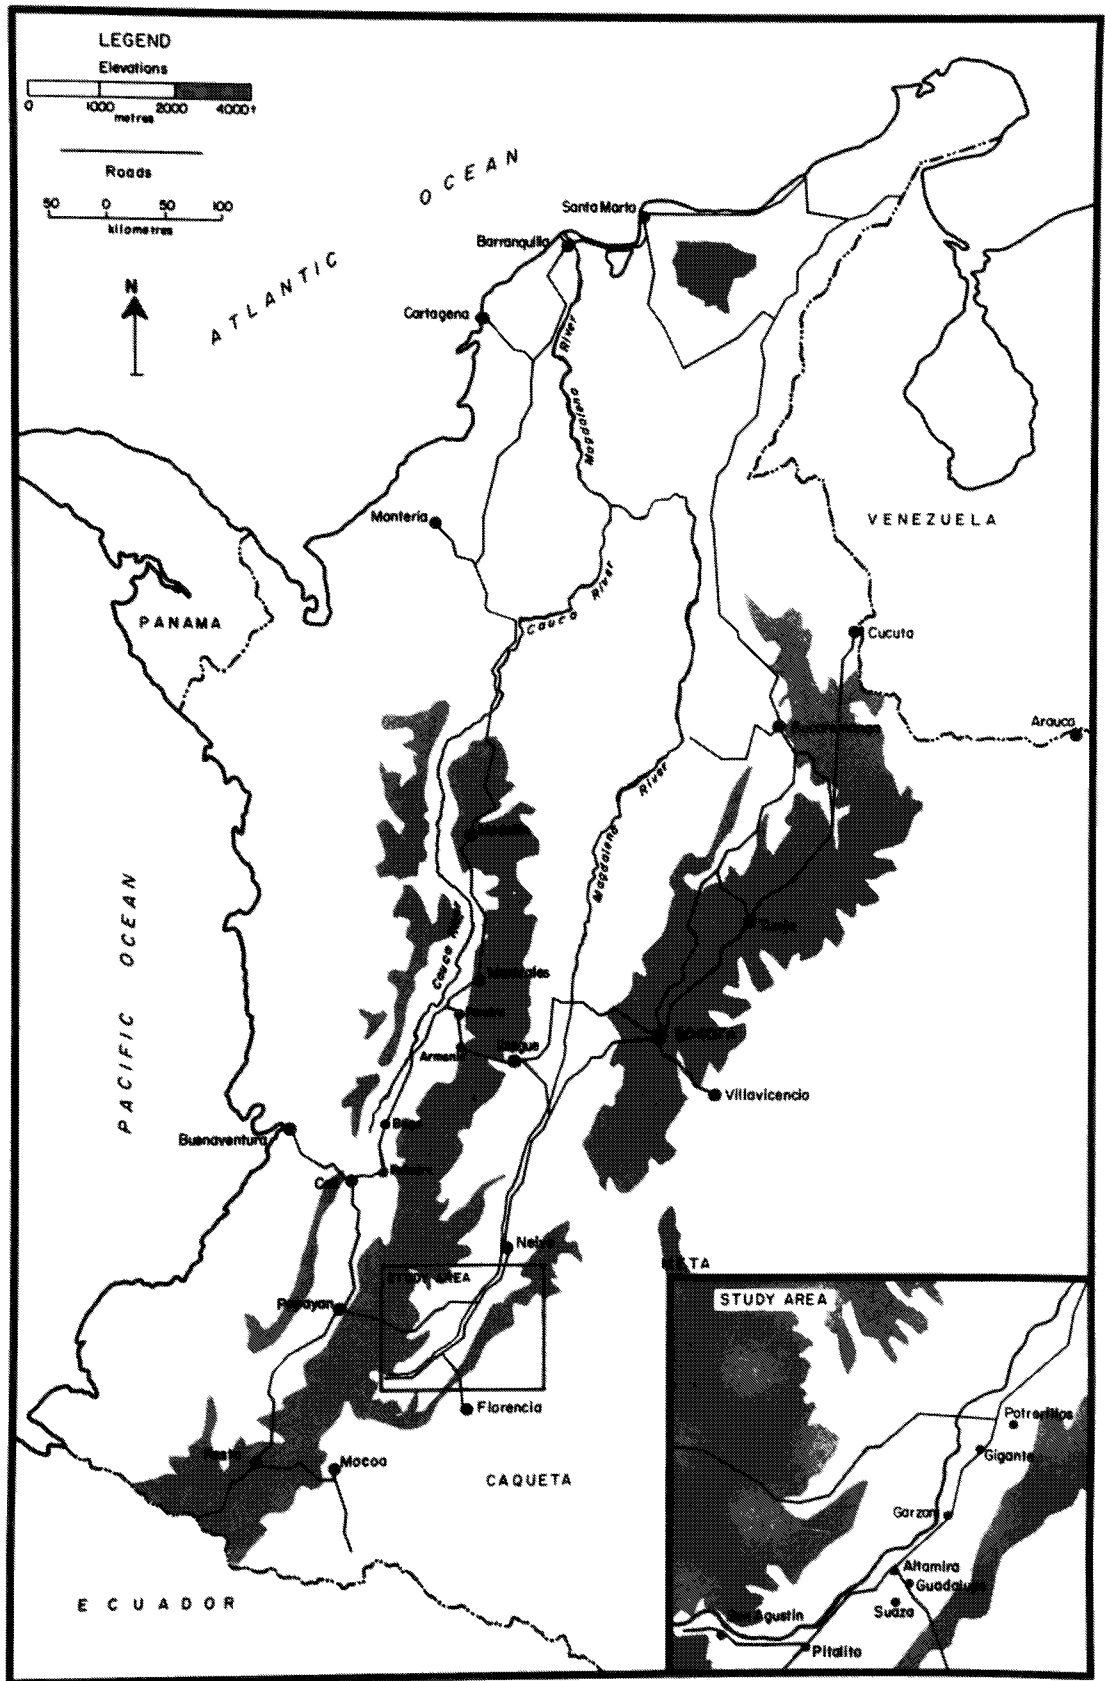 LEGEND
Elevations
0 1000 2000 4000+
metres
Roads
50 0 50 100
kilometres
N
ATLANTIC OCEAN
Santa Marta
Barranquilla
Cartagena
River
Magdalena
Monteria
VENEZUELA
Cauca River
PANAMA
Cucuta
Arauca
River
Magdalena
PACIFIC OCEAN
Cauca
Armenia
Villavicencio
Buenaventura
Neiva
META
STUDY AREA
Popayan
Florencia
Pasto
Mocoa
CAQUETA
ECUADOR
STUDY AREA
Potrerillos
Gigante
Garzon
Altamira
Guadalupe
Suaza
San Agustin
Pitalito